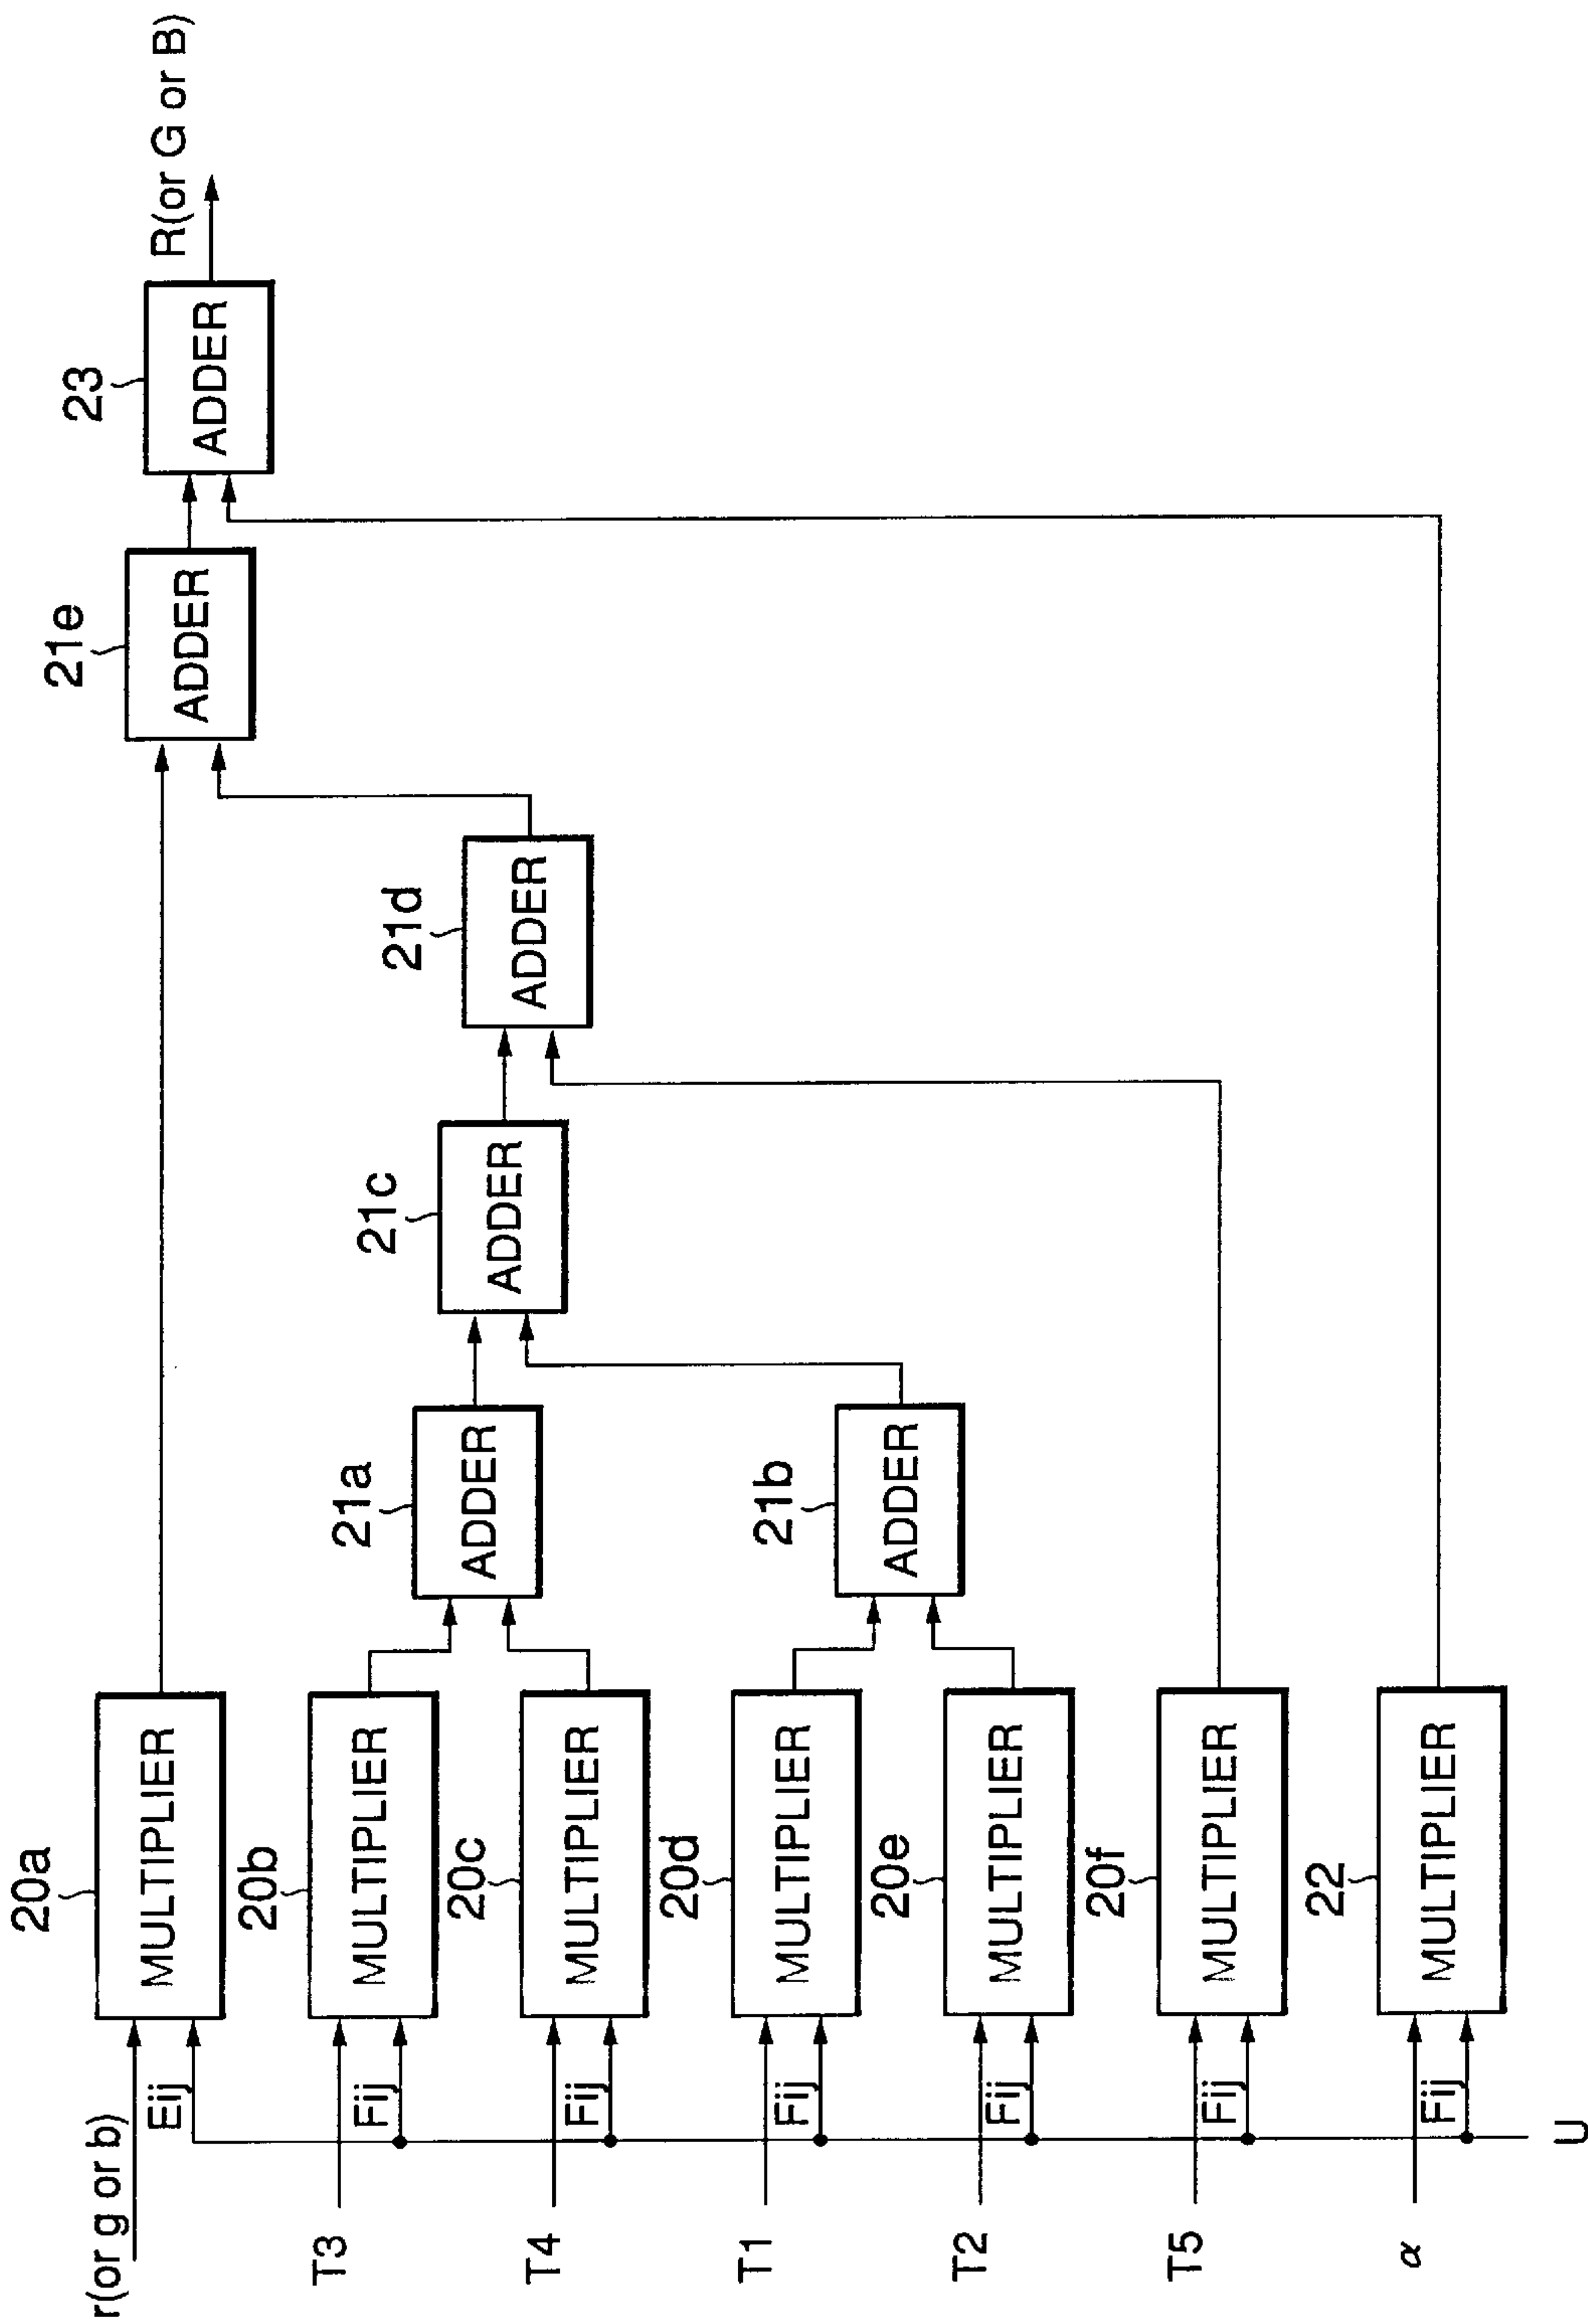 r(or g or b)
Eij
20a
MULTIPLIER
T3
Fij
20b
MULTIPLIER
T4
Fij
20c
MULTIPLIER
T1
Fij
20d
MULTIPLIER
T2
Fij
20e
MULTIPLIER
T5
Fij
20f
MULTIPLIER
α
Fij
22
MULTIPLIER
U
21a
ADDER
21b
ADDER
21c
ADDER
21d
ADDER
21e
ADDER
23
ADDER
R(or G or B)